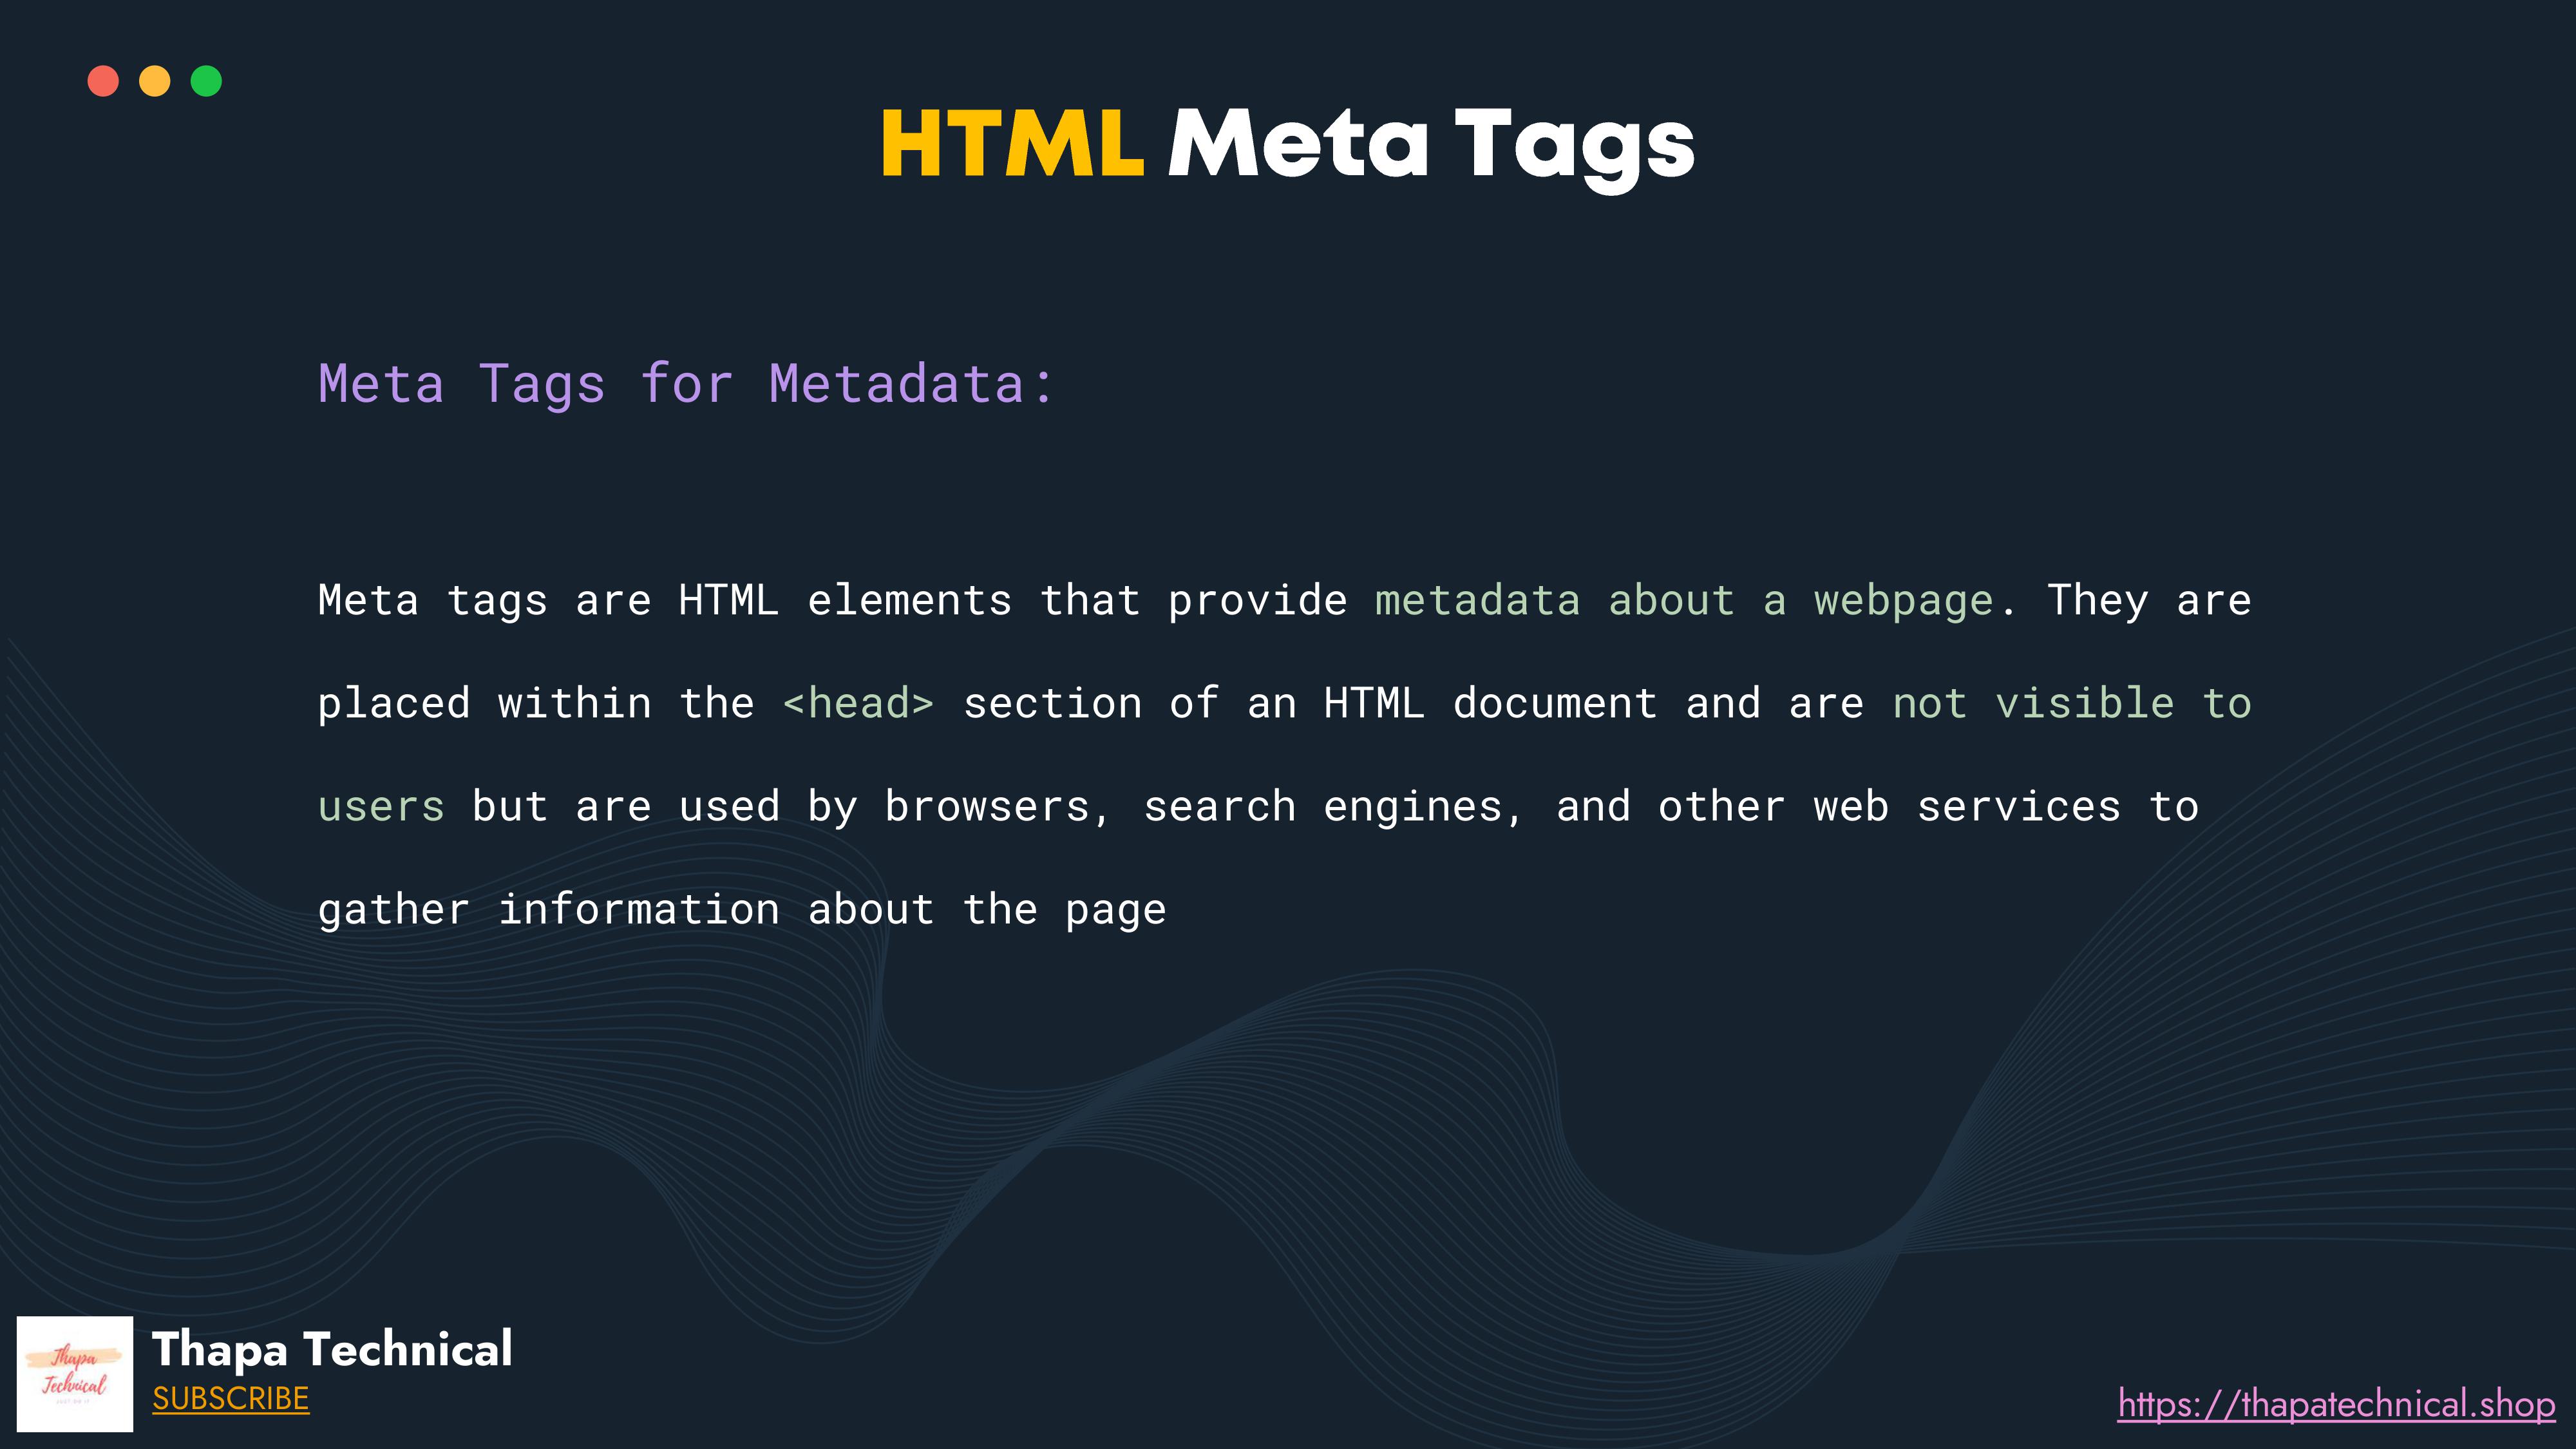 HTML Meta Tags
Meta Tags for Metadata:
Meta tags are HTML elements that provide metadata about a webpage. They are
placed within the <head> section of an HTML document and are not visible to
users but are used by browsers, search engines, and other web services to
gather information about the page
Thapa
Technical
Thapa Technical
SUBSCRIBE
https://thapatechnical.shop